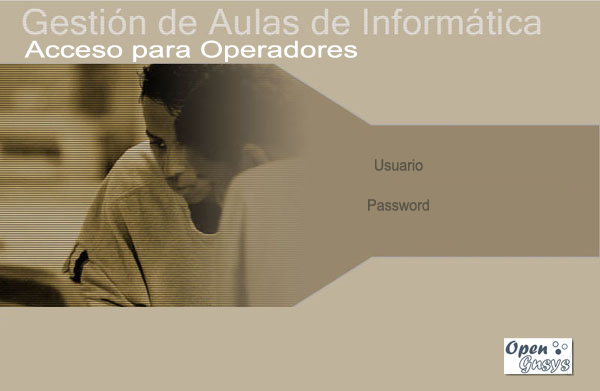 Gestión de Aulas de Informática
Acceso para Operadores
Usuario
Password
Open
Gnsys